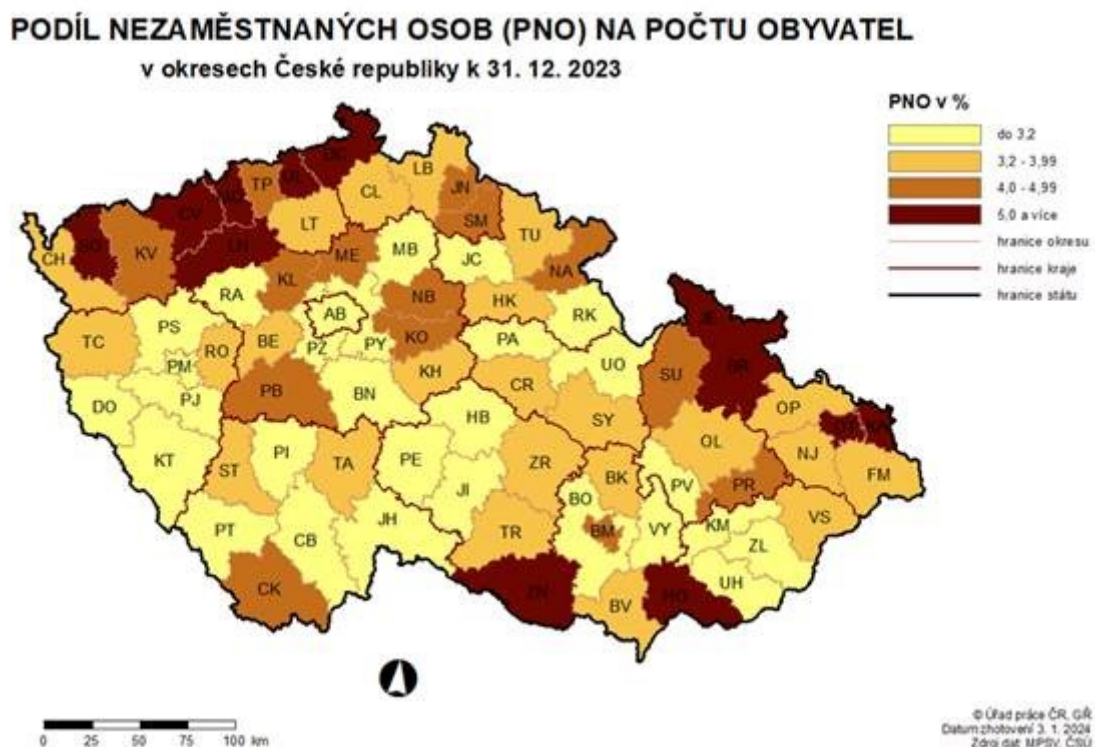 PODÍL NEZAMĚSTNANÝCH OSOB (PNO) NA POČTU OBYVATEL
v okresech České republiky k 31. 12. 2023
PNO v %
do 3,2
3,2 - 3,99
4,0 - 4,99
5,0 a více
hranice okresu
hranice kraje
hranice státu
DC
LB
TP
UL
JN
CL
MO
CV
SM
LT
TU
SO
KV
LN
ME
MB
CH
JC
NA
KL
RA
NB
HK
AB
RK
PS
JE
TC
RO
BE
KO
PA
PZ
PY
UO
PM
KH
SU
BR
PB
BN
CR
PJ
DO
SY
OP
HB
OT
KA
OL
KT
PI
NJ
ST
TA
PE
ZR
FM
BK
PR
PV
JI
BO
VS
JH
KM
PT
CB
TR
BM
VY
ZL
CK
UH
ZN
HO
BV
0 25 50 75 100 km
© Úřad práce ČR, GŘ
Datum zhotovení 3. 1. 2024
Zdroj dat: MPSV, ČSÚ